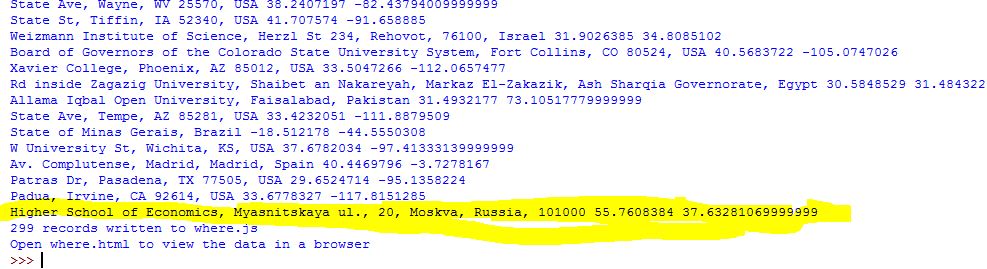 State Ave, Wayne, WV 25570, USA 38.2407197 -82.43794009999999
State St, Tiffin, IA 52340, USA 41.707574 -91.658885
Weizmann Institute of Science, Herzl St 234, Rehovot, 76100, Israel 31.9026385 34.8085102
Board of Governors of the Colorado State University System, Fort Collins, CO 80524, USA 40.5683722 -105.0747026
Xavier College, Phoenix, AZ 85012, USA 33.5047266 -112.0657477
Rd inside Zagazig University, Shaibet an Nakareyah, Markaz El-Zakazik, Ash Sharqia Governorate, Egypt 30.5848529 31.484322
Allama Iqbal Open University, Faisalabad, Pakistan 31.4932177 73.10517779999999
State Ave, Tempe, AZ 85281, USA 33.4232051 -111.8879509
State of Minas Gerais, Brazil -18.512178 -44.5550308
W University St, Wichita, KS, USA 37.6782034 -97.41333139999999
Av. Complutense, Madrid, Madrid, Spain 40.4469796 -3.7278167
Patras Dr, Pasadena, TX 77505, USA 29.6524714 -95.1358224
Padua, Irvine, CA 92614, USA 33.6778327 -117.8151285
Higher School of Economics, Myasnitskaya ul., 20, Moskva, Russia, 101000 55.7608384 37.63281069999999
299 records written to where.js
Open where.html to view the data in a browser
>>>